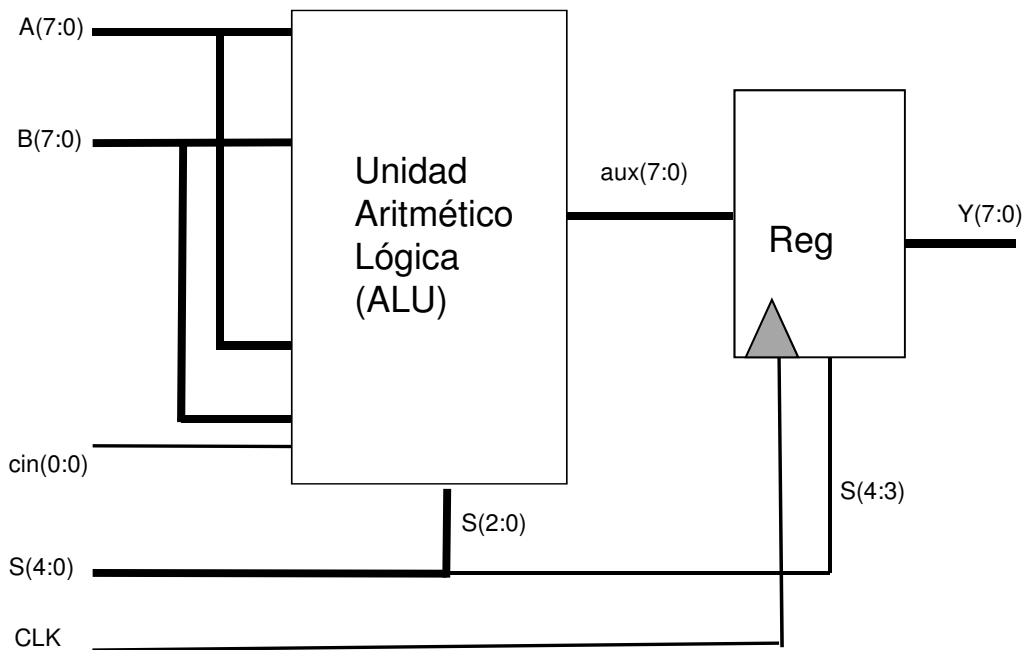 A(7:0)
B(7:0)
Unidad
Aritmético
Lógica
(ALU)
aux(7:0)
Reg
Y(7:0)
cin(0:0)
S(2:0)
S(4:3)
S(4:0)
CLK